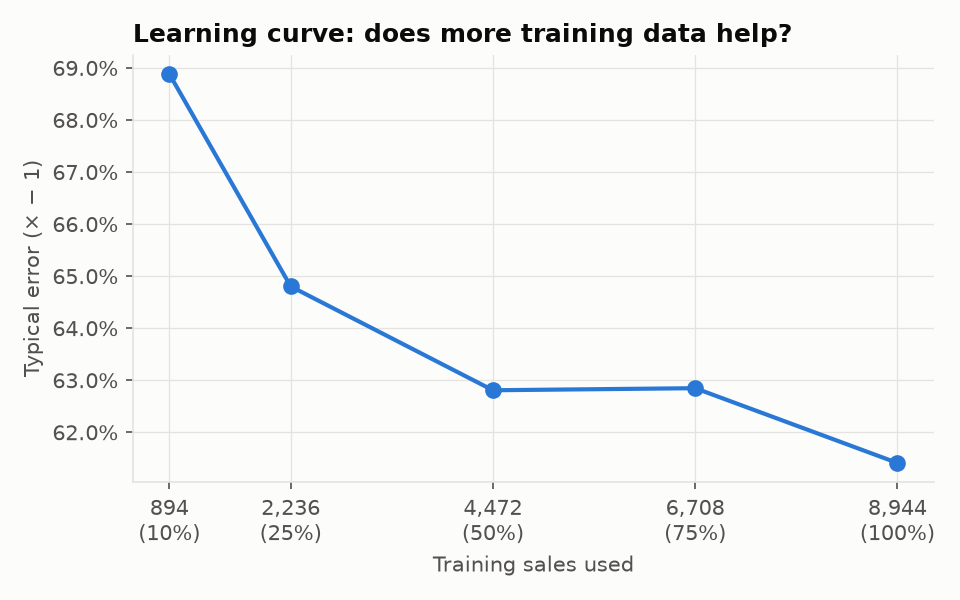 Learning curve: does more training data help?
Typical error (× − 1)
69.0%
68.0%
67.0%
66.0%
65.0%
64.0%
63.0%
62.0%
894 2,236 4,472 6,708 8,944
(10%) (25%) (50%) (75%) (100%)
Training sales used